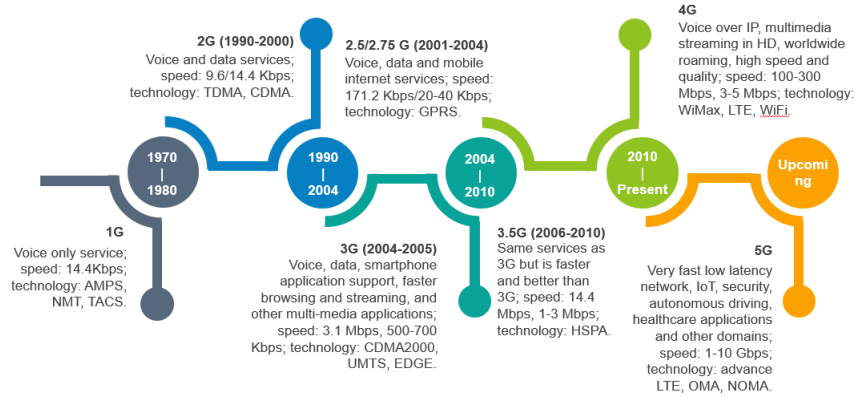 1970
|
1980
1G
Voice only service;
speed: 14.4Kbps;
technology: AMPS,
NMT, TACS.
2G (1990-2000)
Voice and data services;
speed: 9.6/14.4 Kbps;
technology: TDMA, CDMA.
1990
|
2004
2.5/2.75 G (2001-2004)
Voice, data and mobile
internet services; speed:
171.2 Kbps/20-40 Kbps;
technology: GPRS.
3G (2004-2005)
Voice, data, smartphone
application support, faster
browsing and streaming, and
other multi-media applications;
speed: 3.1 Mbps, 500-700
Kbps; technology: CDMA2000,
UMTS, EDGE.
2004
|
2010
3.5G (2006-2010)
Same services as
3G but is faster
and better than
3G; speed: 14.4
Mbps, 1-3 Mbps;
technology: HSPA.
4G
Voice over IP, multimedia
streaming in HD, worldwide
roaming, high speed and
quality; speed: 100-300
Mbps, 3-5 Mbps; technology:
WiMax, LTE, WiFi.
2010
|
Present
Upcomi
ng
5G
Very fast low latency
network, IoT, security,
autonomous driving,
healthcare applications
and other domains;
speed: 1-10 Gbps;
technology: advance
LTE, OMA, NOMA.